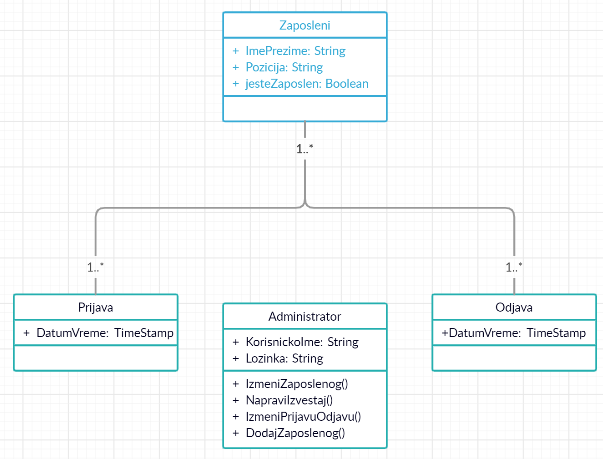 Zaposleni
+ ImePrezime: String
+ Pozicija: String
+ jesteZaposlen: Boolean
1..*
1..*
1..*
Prijava
+ DatumVreme: TimeStamp
Administrator
+ KorisnickoIme: String
+ Lozinka: String
+ IzmeniZaposlenog()
+ NapraviIzvestaj()
+ IzmeniPrijavuOdjavu()
+ DodajZaposlenog()
Odjava
+DatumVreme: TimeStamp